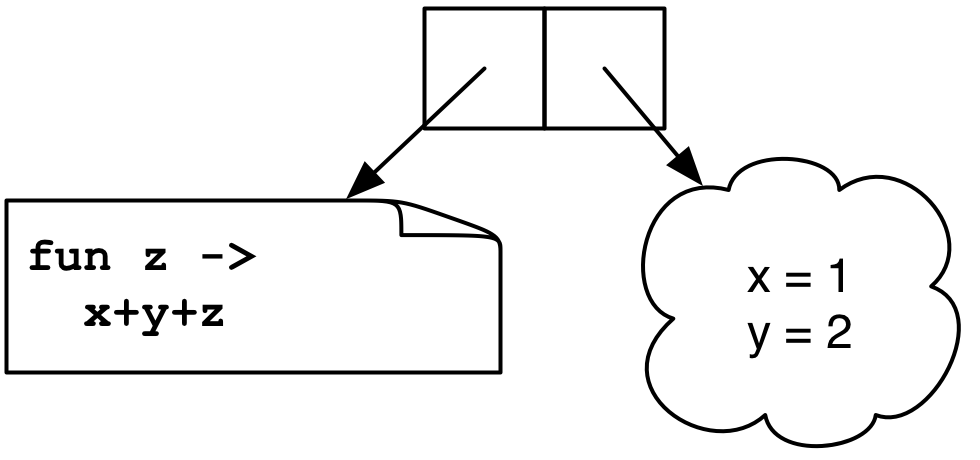 fun z ->
x+y+z
x = 1
y = 2